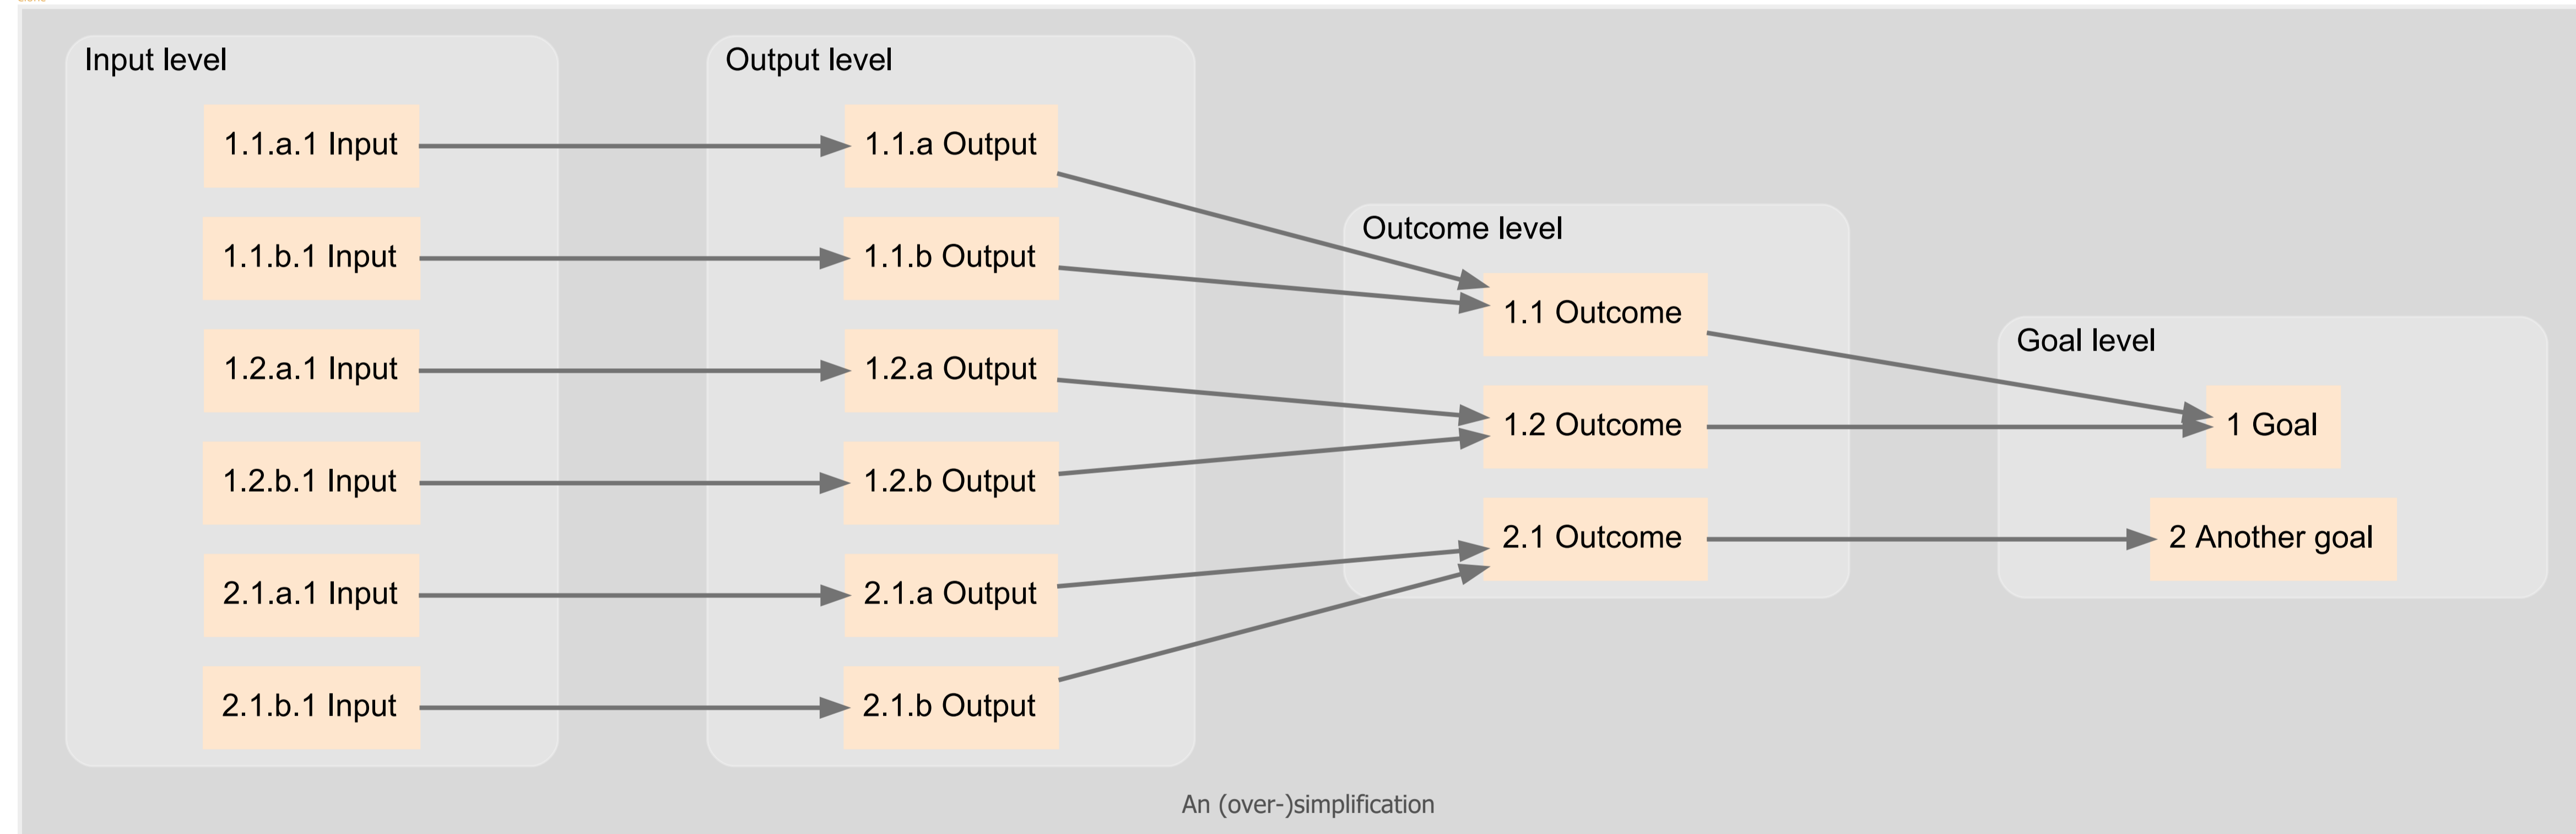 Input level
1.1.a.1 Input
1.1.b.1 Input
1.2.a.1 Input
1.2.b.1 Input
2.1.a.1 Input
2.1.b.1 Input
Output level
1.1.a Output
1.1.b Output
1.2.a Output
1.2.b Output
2.1.a Output
2.1.b Output
Outcome level
1.1 Outcome
1.2 Outcome
2.1 Outcome
Goal level
1 Goal
2 Another goal
An (over-)simplification